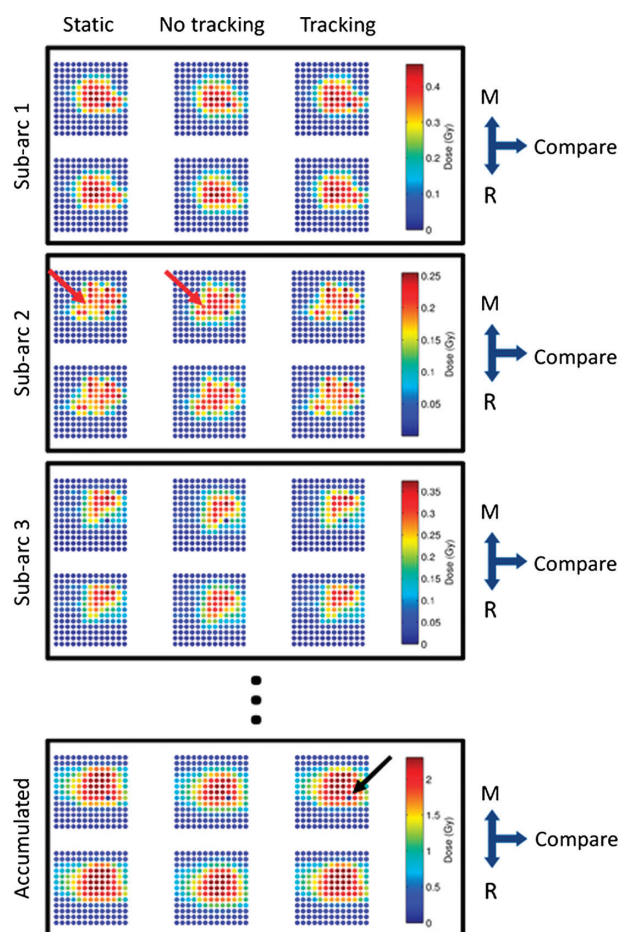 Static No tracking Tracking
Sub-arc 1
0.4
0.3
0.2
0.1
0
Dose (Gy)
M
Compare
R
Sub-arc 2
0.25
0.2
0.15
0.1
0.05
Dose (Gy)
M
Compare
R
Sub-arc 3
0.35
0.3
0.25
0.2
0.15
0.1
0.05
0
Dose (Gy)
M
Compare
R
Accumulated
2
1.5
1
0.5
0
Dose (Gy)
M
Compare
R